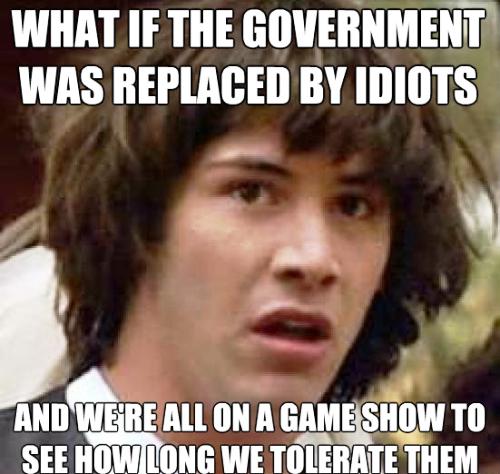 WHAT IF THE GOVERNMENT
WAS REPLACED BY IDIOTS
AND WE'RE ALL ON A GAME SHOW TO
SEE HOW LONG WE TOLERATE THEM